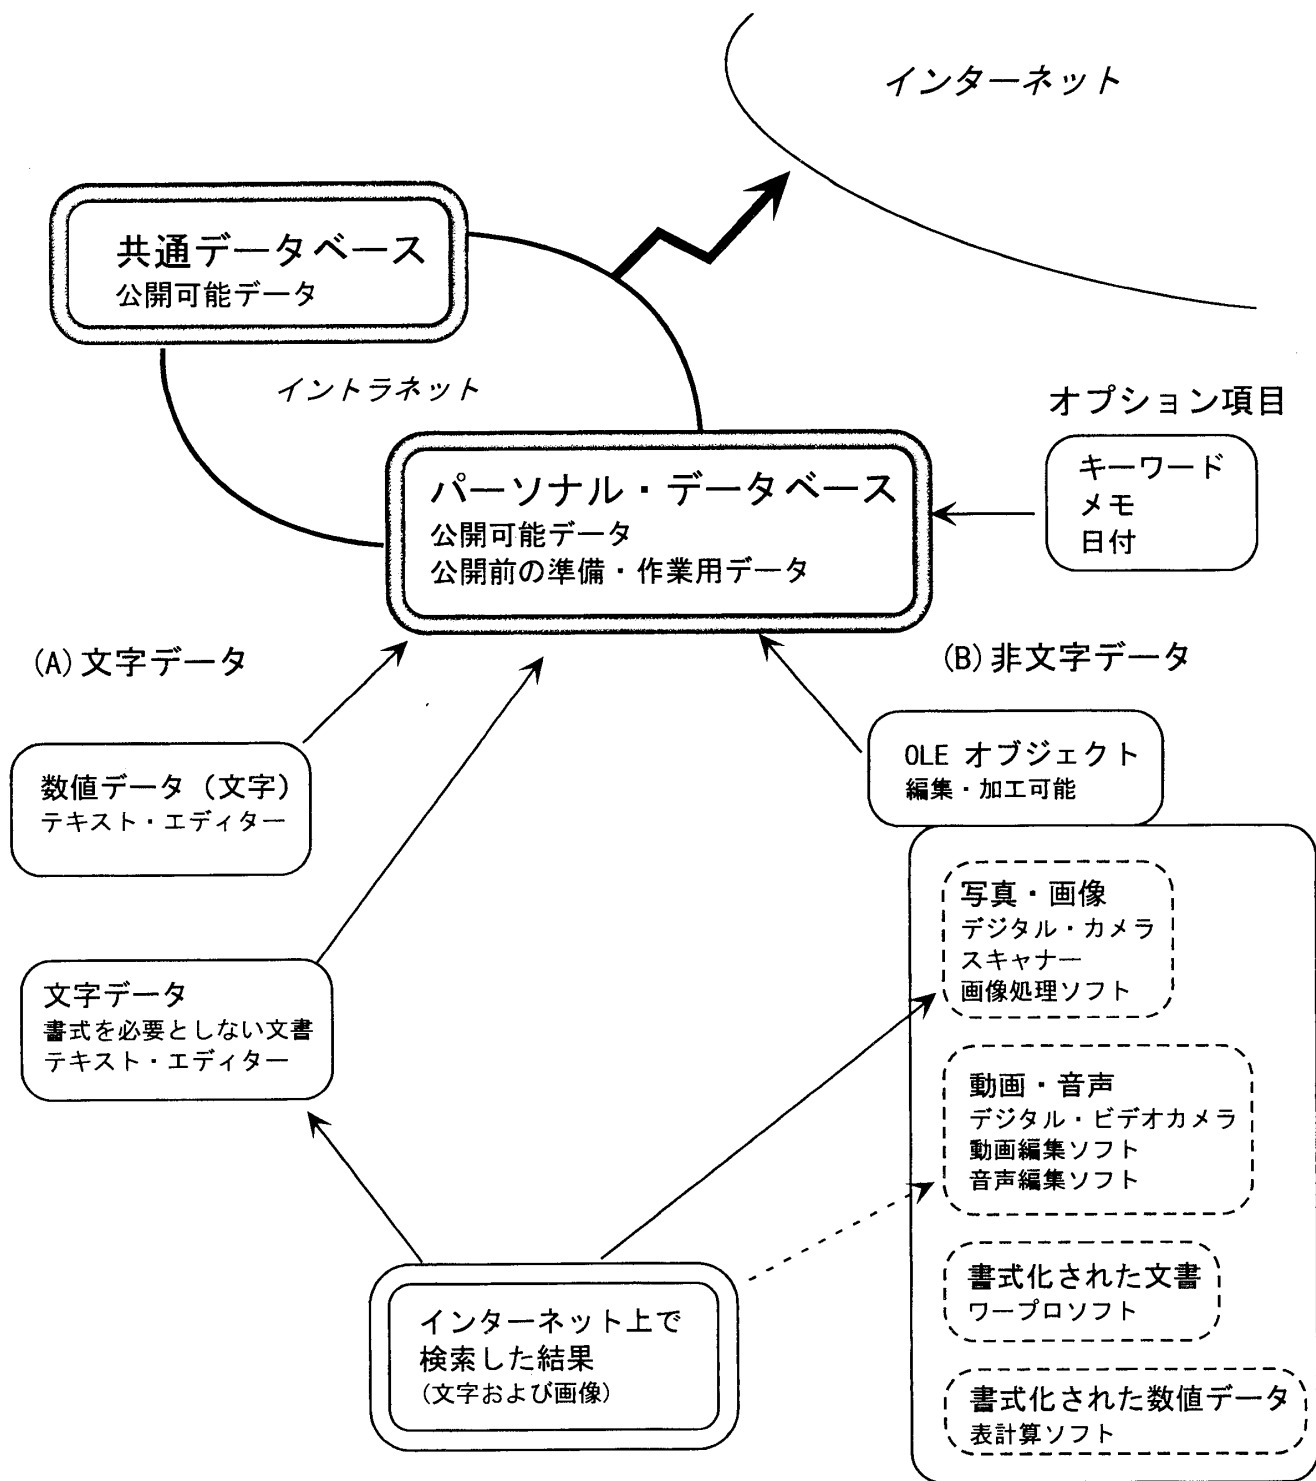 インターネット
共通データベース
公開可能データ
イントラネット
オプション項目
キーワード
メモ
日付
パーソナル・データベース
公開可能データ
公開前の準備・作業用データ
(A)文字データ
(B)非文字データ
数値データ(文字)
テキスト・エディター
OLE オブジェクト
編集・加工可能
写真・画像
デジタル・カメラ
スキャナー
画像処理ソフト
文字データ
書式を必要としない文書
テキスト・エディター
動画・音声
デジタル・ビデオカメラ
動画編集ソフト
音声編集ソフト
書式化された文書
ワープロソフト
インターネット上で
検索した結果
(文字および画像)
書式化された数値データ
表計算ソフト